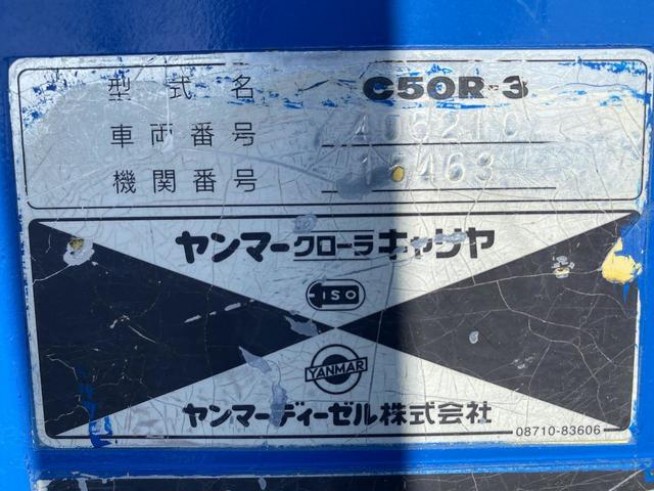 型式名 C50R-3
車両番号
機関番号
ヤンマークローラキャリヤ
ISO
YANMAR
ヤンマーディーゼル株式会社
08710-83606